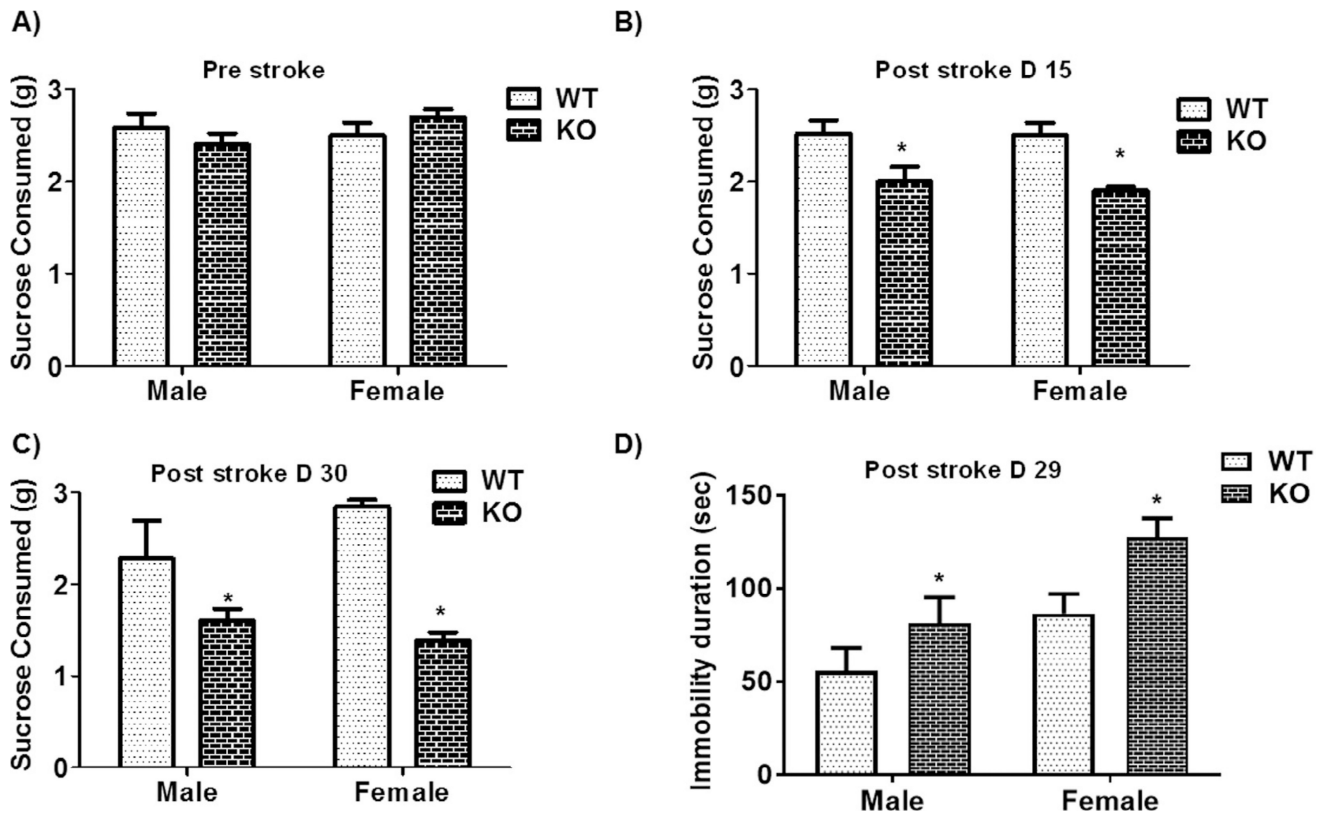 A)
Pre stroke
WT
KO
Sucrose Consumed (g)
3
2
1
0
Male Female
B)
Post stroke D 15
WT
KO
Sucrose Consumed (g)
3
2
1
0
*
*
Male Female
C)
Post stroke D 30
WT
KO
Sucrose Consumed (g)
3
2
1
0
*
*
Male Female
D)
Post stroke D 29
WT
KO
Immobility duration (sec)
150
100
50
0
*
*
Male Female